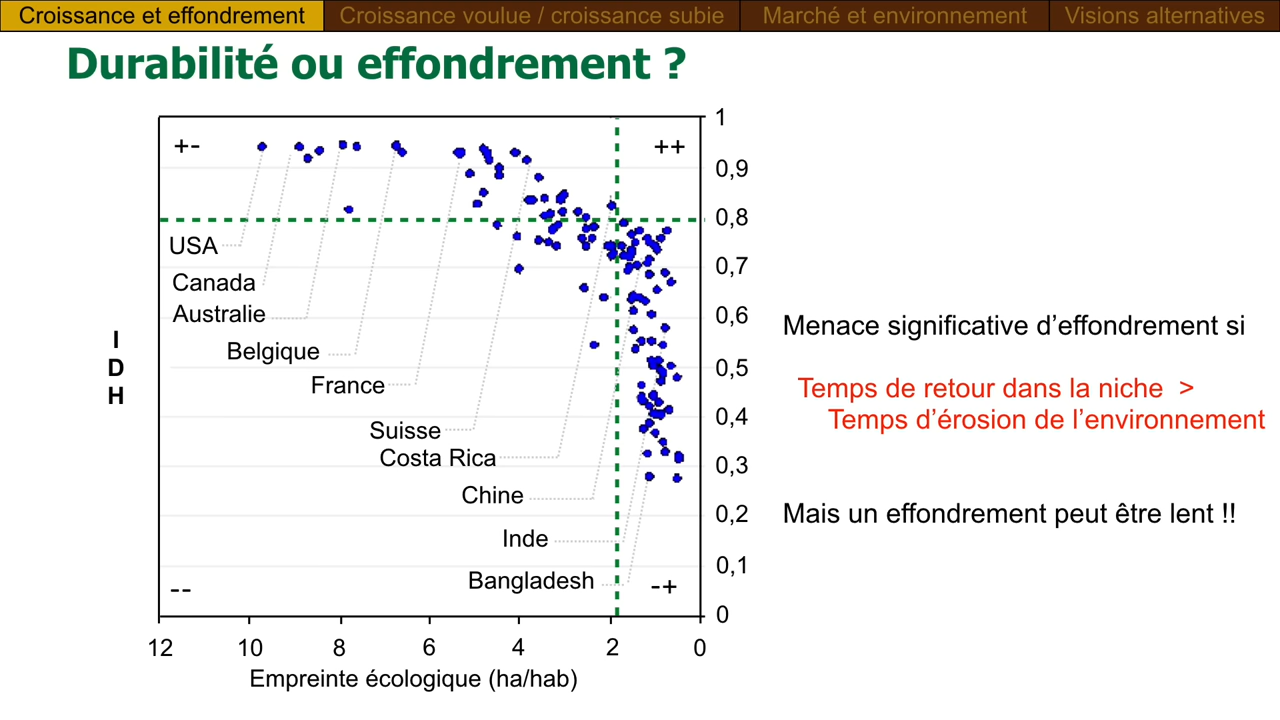 Croissance et effondrement
Croissance voulue / croissance subie
Marché et environnement
Visions alternatives
Durabilité ou effondrement ?
+-
++
USA
Canada
Australie
Belgique
France
Suisse
Costa Rica
Chine
Inde
Bangladesh
--
-+
I
D
H
1
0,9
0,8
0,7
0,6
0,5
0,4
0,3
0,2
0,1
0
12
10
8
6
4
2
0
Empreinte écologique (ha/hab)
Menace significative d’effondrement si
Temps de retour dans la niche >
Temps d’érosion de l’environnement
Mais un effondrement peut être lent !!